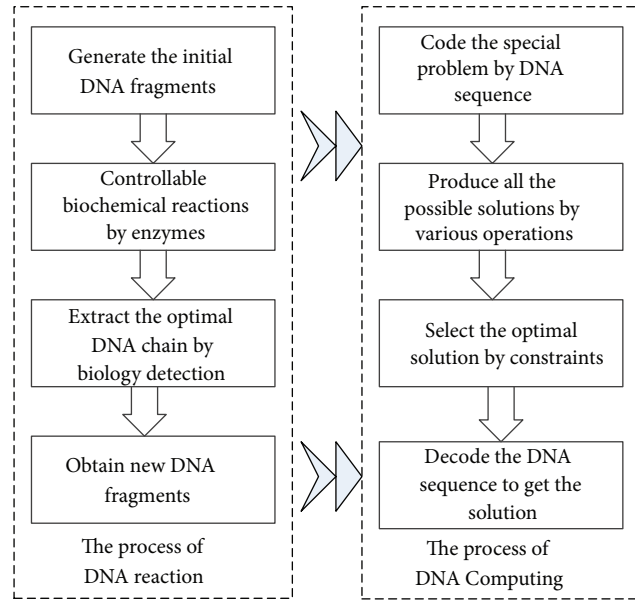 Generate the initial
DNA fragments
Controllable
biochemical reactions
by enzymes
Extract the optimal
DNA chain by
biology detection
Obtain new DNA
fragments
The process of
DNA reaction
Code the special
problem by DNA
sequence
Produce all the
possible solutions by
various operations
Select the optimal
solution by constraints
Decode the DNA
sequence to get the
solution
The process of
DNA Computing